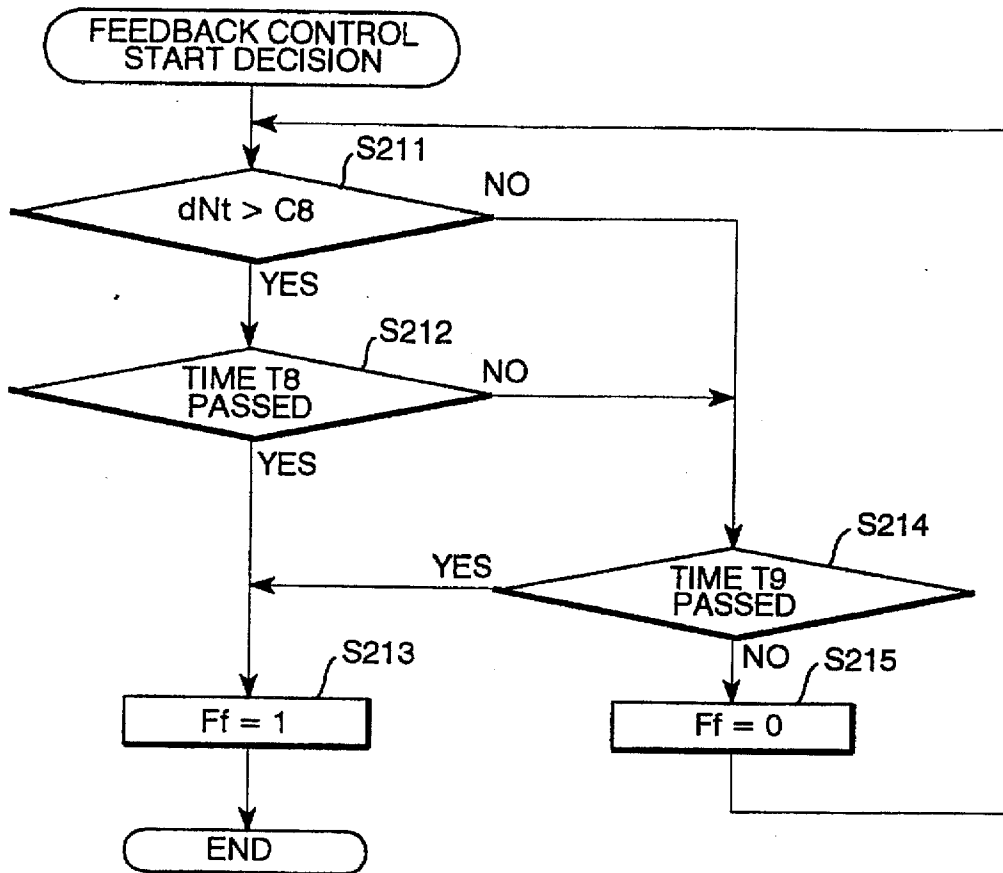 FEEDBACK CONTROL
START DECISION
S211
dNt > C8
NO
YES
S212
TIME T8
PASSED
NO
YES
S214
TIME T9
PASSED
YES
NO
S213
Ff = 1
S215
Ff = 0
END